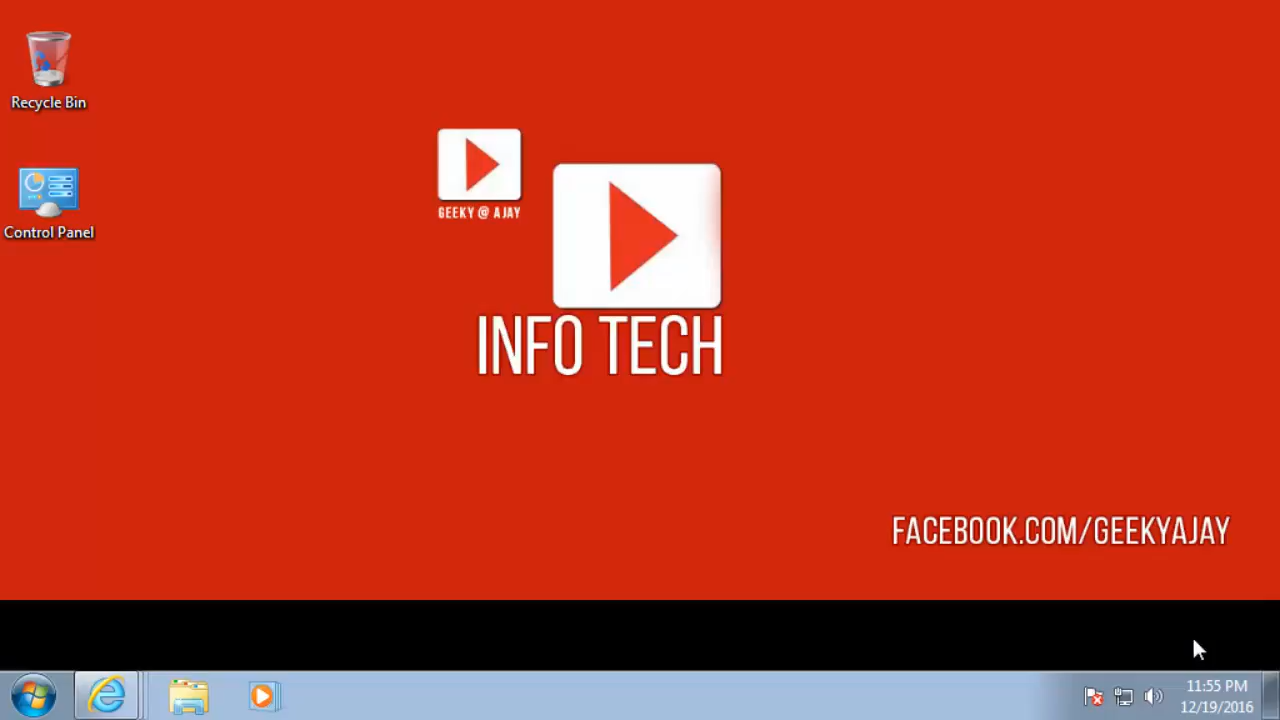 Recycle Bin
Control Panel
GEEKY @ AJAY
INFO TECH
FACEBOOK.COM/GEEKYAJAY
11:55 PM
12/19/2016